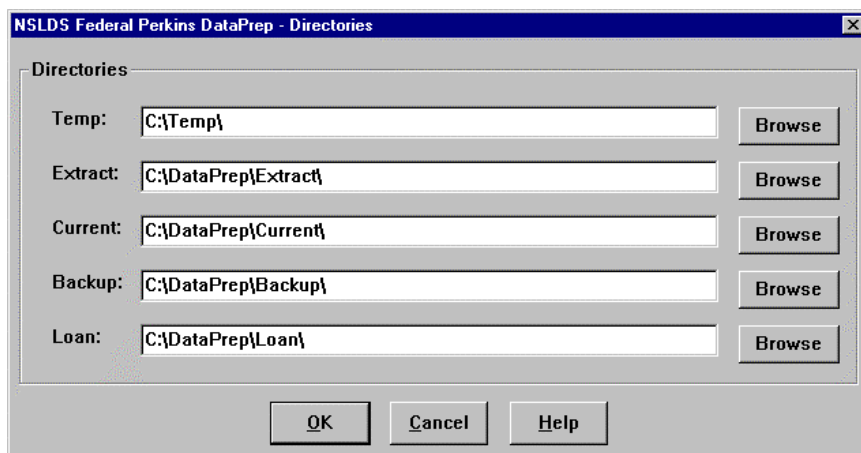 NSLDS Federal Perkins DataPrep - Directories
Directories
Temp: C:\Temp\ Browse
Extract: C:\DataPrep\Extract\ Browse
Current: C:\DataPrep\Current\ Browse
Backup: C:\DataPrep\Backup\ Browse
Loan: C:\DataPrep\Loan\ Browse
OK Cancel Help